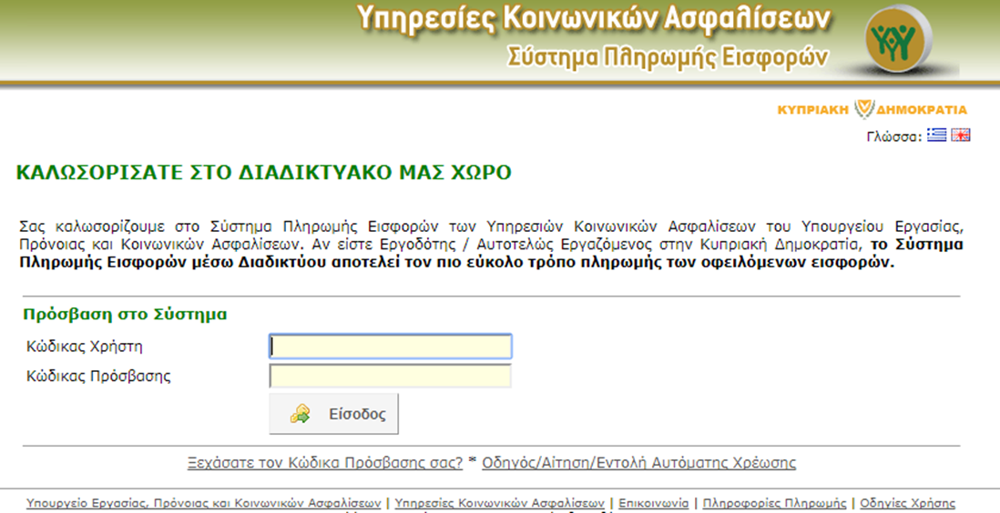 Υπηρεσίες Κοινωνικών Ασφαλίσεων
Σύστημα Πληρωμής Εισφορών
ΚΥΠΡΙΑΚΗ ΔΗΜΟΚΡΑΤΙΑ
Γλώσσα:
ΚΑΛΩΣΟΡΙΣΑΤΕ ΣΤΟ ΔΙΑΔΙΚΤΥΑΚΟ ΜΑΣ ΧΩΡΟ
Σας καλωσορίζουμε στο Σύστημα Πληρωμής Εισφορών των Υπηρεσιών Κοινωνικών Ασφαλίσεων του Υπουργείου Εργασίας,
Πρόνοιας και Κοινωνικών Ασφαλίσεων. Αν είστε Εργοδότης / Αυτοτελώς Εργαζόμενος στην Κυπριακή Δημοκρατία, το Σύστημα
Πληρωμής Εισφορών μέσω Διαδικτύου αποτελεί τον πιο εύκολο τρόπο πληρωμής των οφειλόμενων εισφορών.
Πρόσβαση στο Σύστημα
Κώδικας Χρήστη
Κώδικας Πρόσβασης
Είσοδος
Ξεχάσατε τον Κώδικα Πρόσβασης σας? * Οδηγός/Αίτηση/Εντολή Αυτόματης Χρέωσης
Υπουργείο Εργασίας, Πρόνοιας και Κοινωνικών Ασφαλίσεων | Υπηρεσίες Κοινωνικών Ασφαλίσεων | Επικοινωνία | Πληροφορίες Πληρωμής | Οδηγίες Χρήσης